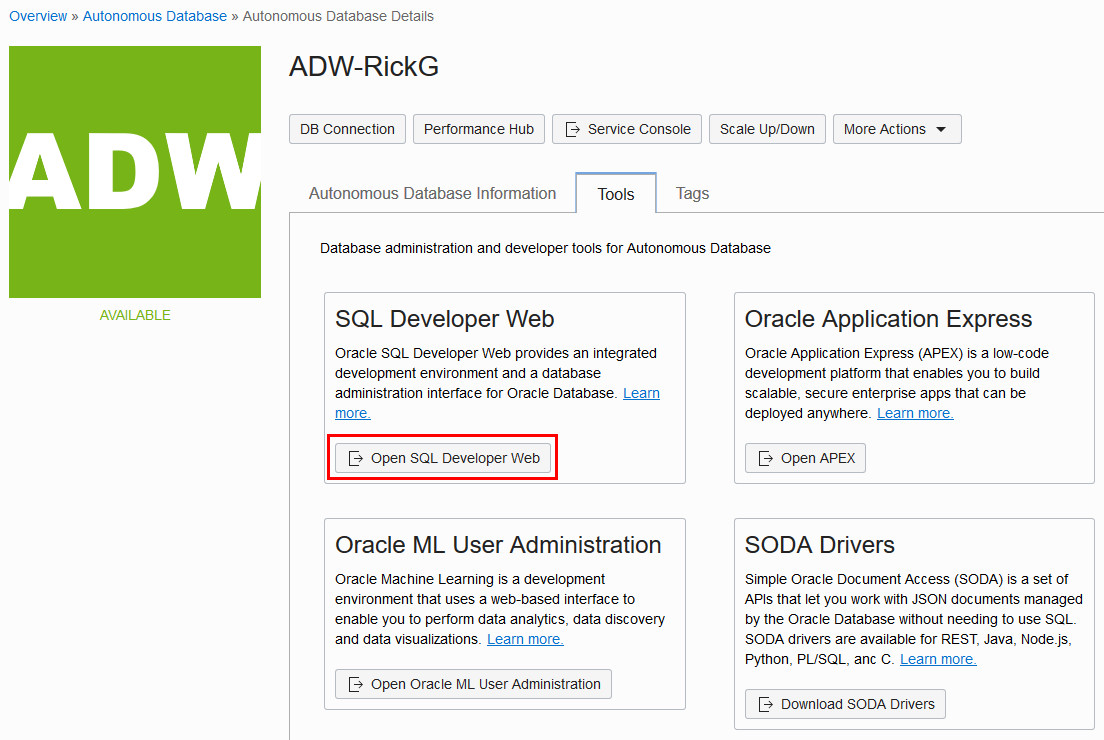 Overview » Autonomous Database » Autonomous Database Details
ADW
AVAILABLE
ADW-RickG
DB Connection
Performance Hub
Service Console
Scale Up/Down
More Actions
Autonomous Database Information
Tools
Tags
Database administration and developer tools for Autonomous Database
SQL Developer Web
Oracle SQL Developer Web provides an integrated
development environment and a database
administration interface for Oracle Database. Learn
more.
Open SQL Developer Web
Oracle Application Express
Oracle Application Express (APEX) is a low-code
development platform that enables you to build
scalable, secure enterprise apps that can be
deployed anywhere. Learn more.
Open APEX
Oracle ML User Administration
Oracle Machine Learning is a development
environment that uses a web-based interface to
enable you to perform data analytics, data discovery
and data visualizations. Learn more.
Open Oracle ML User Administration
SODA Drivers
Simple Oracle Document Access (SODA) is a set of
APIs that let you work with JSON documents managed
by the Oracle Database without needing to use SQL.
SODA drivers are available for REST, Java, Node.js,
Python, PL/SQL, anc C. Learn more.
Download SODA Drivers